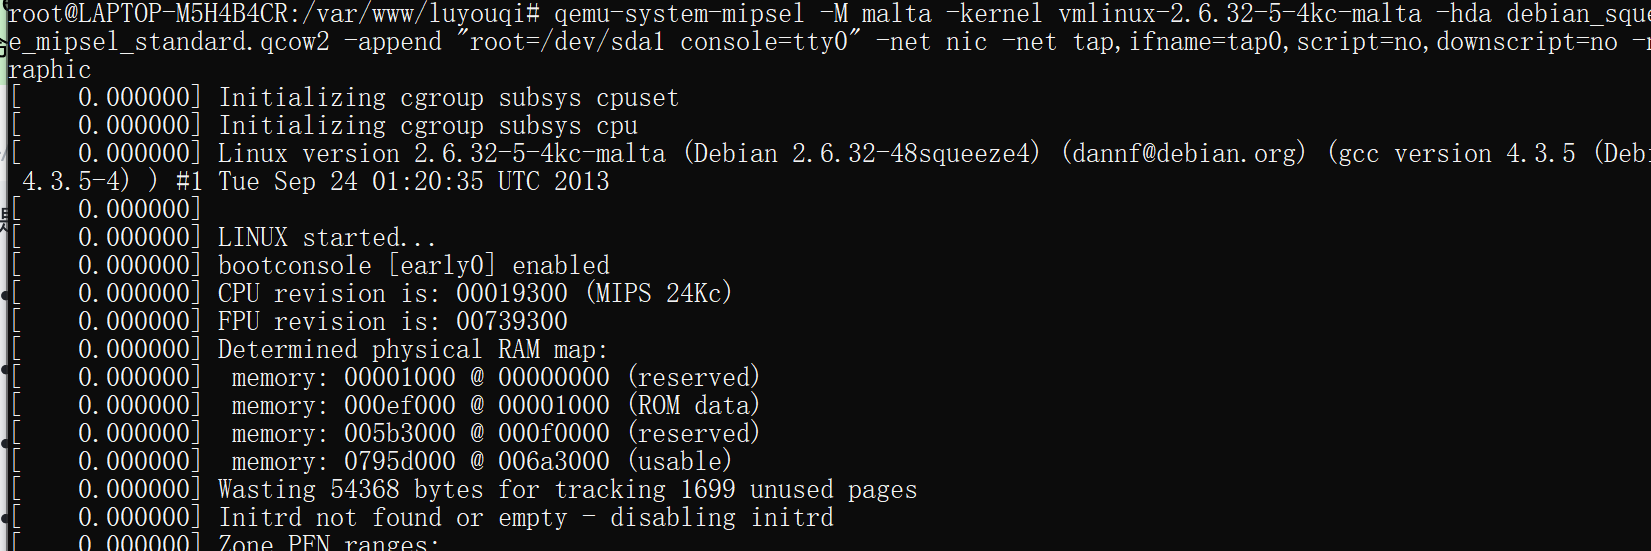 root@LAPTOP-M5H4B4CR:/var/www/luyouqi# qemu-system-mipsel -M malta -kernel vmlinux-2.6.32-5-4kc-malta -hda debian_sque
e_mipsel_standard.qcow2 -append "root=/dev/sda1 console=tty0" -net nic -net tap,ifname=tap0,script=no,downscript=no -n
raphic
[    0.000000] Initializing cgroup subsys cpuset
[    0.000000] Initializing cgroup subsys cpu
[    0.000000] Linux version 2.6.32-5-4kc-malta (Debian 2.6.32-48squeeze4) (dannf@debian.org) (gcc version 4.3.5 (Deb
4.3.5-4) ) #1 Tue Sep 24 01:20:35 UTC 2013
[    0.000000]
[    0.000000] LINUX started...
[    0.000000] bootconsole [early0] enabled
[    0.000000] CPU revision is: 00019300 (MIPS 24Kc)
[    0.000000] FPU revision is: 00739300
[    0.000000] Determined physical RAM map:
[    0.000000]  memory: 00001000 @ 00000000 (reserved)
[    0.000000]  memory: 000ef000 @ 00001000 (ROM data)
[    0.000000]  memory: 005b3000 @ 000f0000 (reserved)
[    0.000000]  memory: 0795d000 @ 006a3000 (usable)
[    0.000000] Wasting 54368 bytes for tracking 1699 unused pages
[    0.000000] Initrd not found or empty - disabling initrd
[    0.000000] Zone PFN ranges: